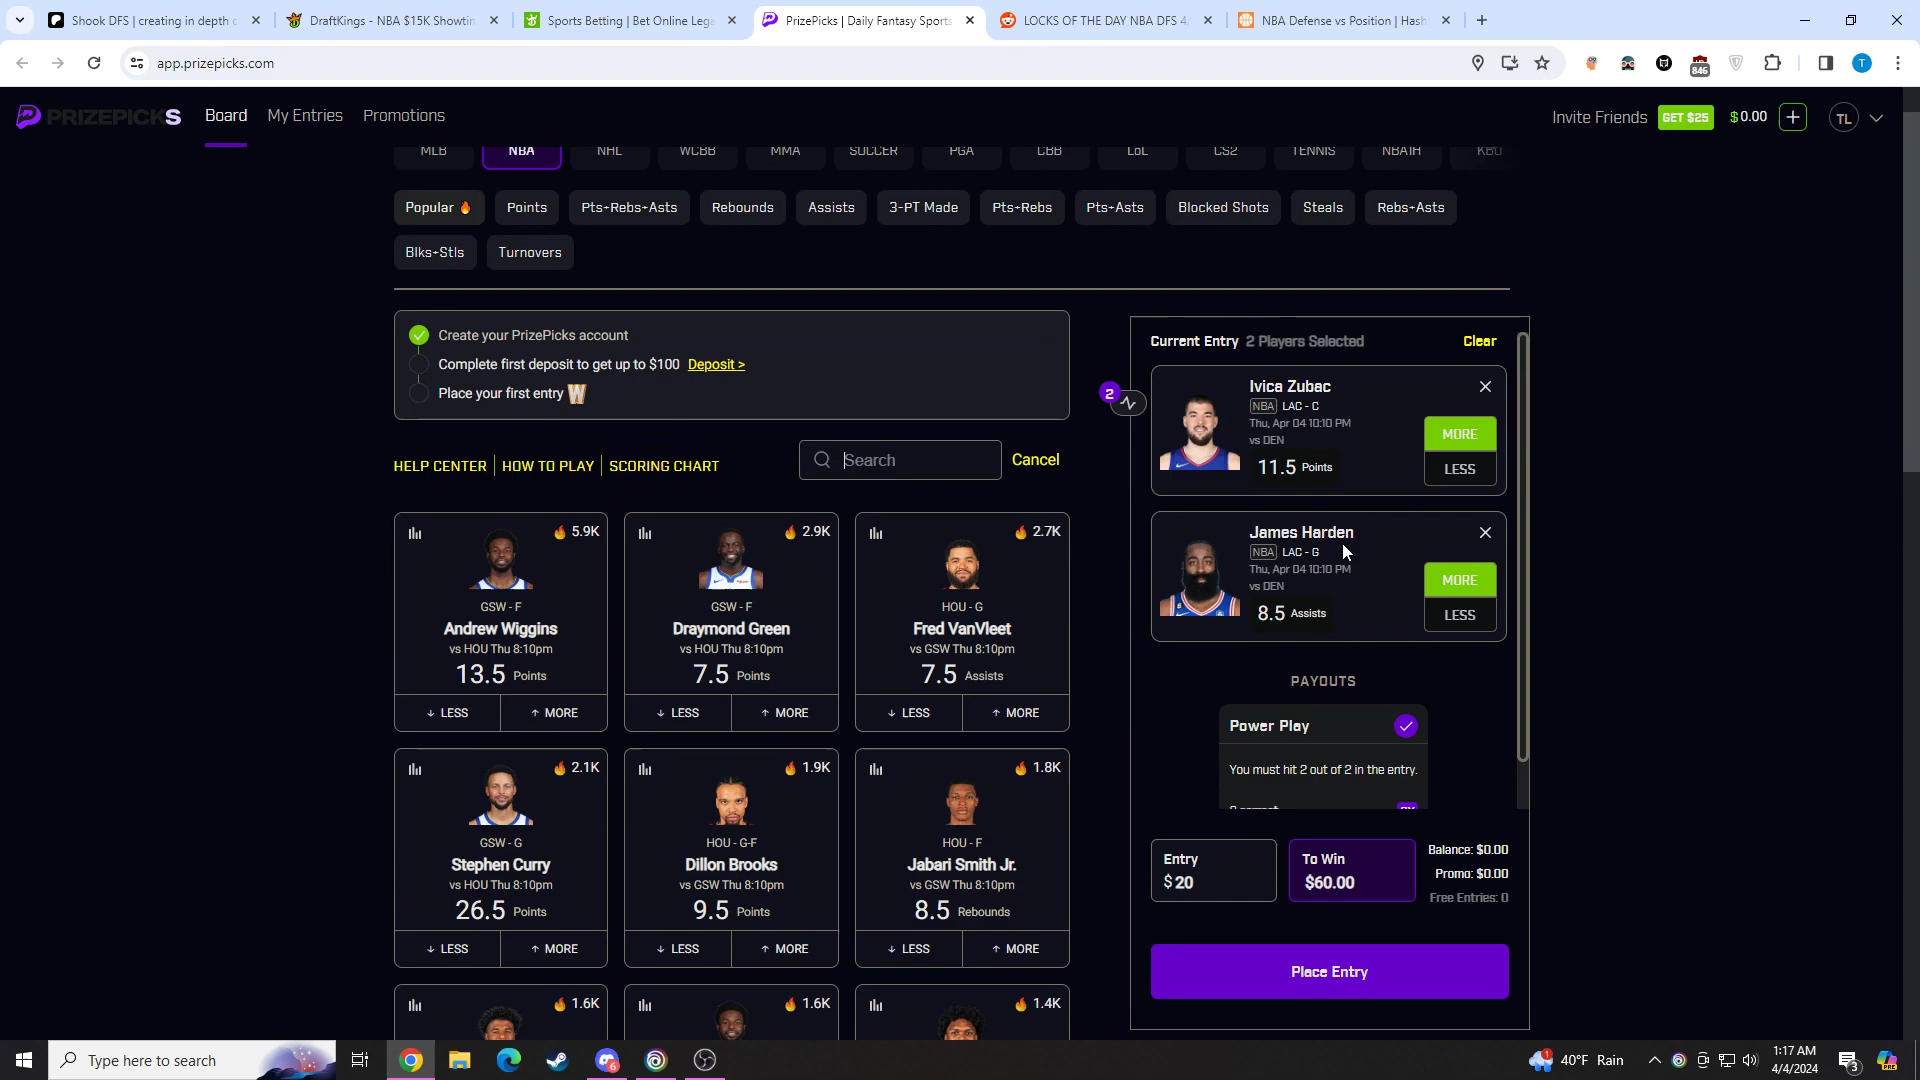 Shook DFS | creating in depth c
DraftKings - NBA $15K Showtim
Sports Betting | Bet Online Lega
PrizePicks | Daily Fantasy Sports
LOCKS OF THE DAY NBA DFS 4/
NBA Defense vs Position | Hash
app.prizepicks.com
846
T
PRIZEPICKS
Board
My Entries
Promotions
Invite Friends
GET $25
$0.00
TL
MLB
NBA
NHL
WCBB
MMA
SOCCER
PGA
CBB
LoL
CS2
TENNIS
NBA1H
KBO
Popular
Points
Pts+Rebs+Asts
Rebounds
Assists
3-PT Made
Pts+Rebs
Pts+Asts
Blocked Shots
Steals
Rebs+Asts
Blks+Stls
Turnovers
Create your PrizePicks account
Complete first deposit to get up to $100 Deposit >
Place your first entry W
HELP CENTER
HOW TO PLAY
SCORING CHART
Search
Cancel
5.9K
GSW - F
Andrew Wiggins
vs HOU Thu 8:10pm
13.5 Points
LESS
MORE
2.9K
GSW - F
Draymond Green
vs HOU Thu 8:10pm
7.5 Points
LESS
MORE
2.7K
HOU - G
Fred VanVleet
vs GSW Thu 8:10pm
7.5 Assists
LESS
MORE
2.1K
GSW - G
Stephen Curry
vs HOU Thu 8:10pm
26.5 Points
LESS
MORE
1.9K
HOU - G-F
Dillon Brooks
vs GSW Thu 8:10pm
9.5 Points
LESS
MORE
1.8K
HOU - F
Jabari Smith Jr.
vs GSW Thu 8:10pm
8.5 Rebounds
LESS
MORE
1.6K
1.6K
1.4K
Current Entry 2 Players Selected
Clear
2
Ivica Zubac
NBA LAC - C
Thu, Apr 04 10:10 PM
vs DEN
11.5 Points
MORE
LESS
James Harden
NBA LAC - G
Thu, Apr 04 10:10 PM
vs DEN
8.5 Assists
MORE
LESS
PAYOUTS
Power Play
You must hit 2 out of 2 in the entry.
Entry
$ 20
To Win
$60.00
Balance: $0.00
Promo: $0.00
Free Entries: 0
Place Entry
Type here to search
6
1
40°F Rain
1:17 AM
4/4/2024
3
PRE